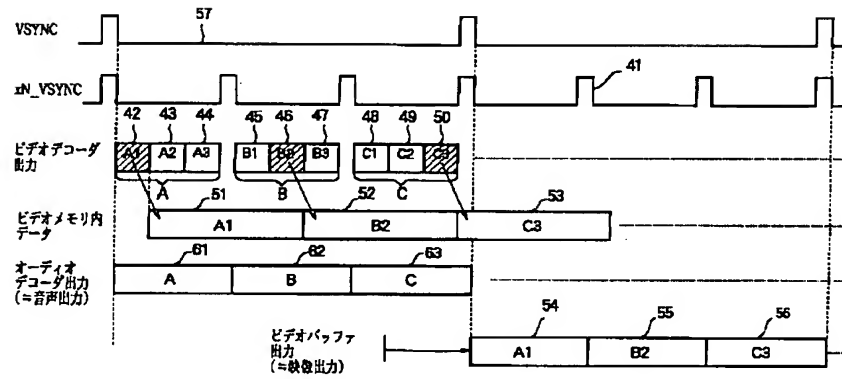 VSYNC
57
xN_VSYNC
41
42 43 44 45 46 47 48 49 50
ビデオデコーダ
出力
A1 A2 A3 B1 B2 B3 C1 C2 C3
A B C
51 52 53
ビデオメモリ内
データ
A1 B2 C3
61 62 63
オーディオ
デコーダ出力
(≒音声出力)
A B C
54 55 56
ビデオバッファ
出力
(≒映像出力)
A1 B2 C3